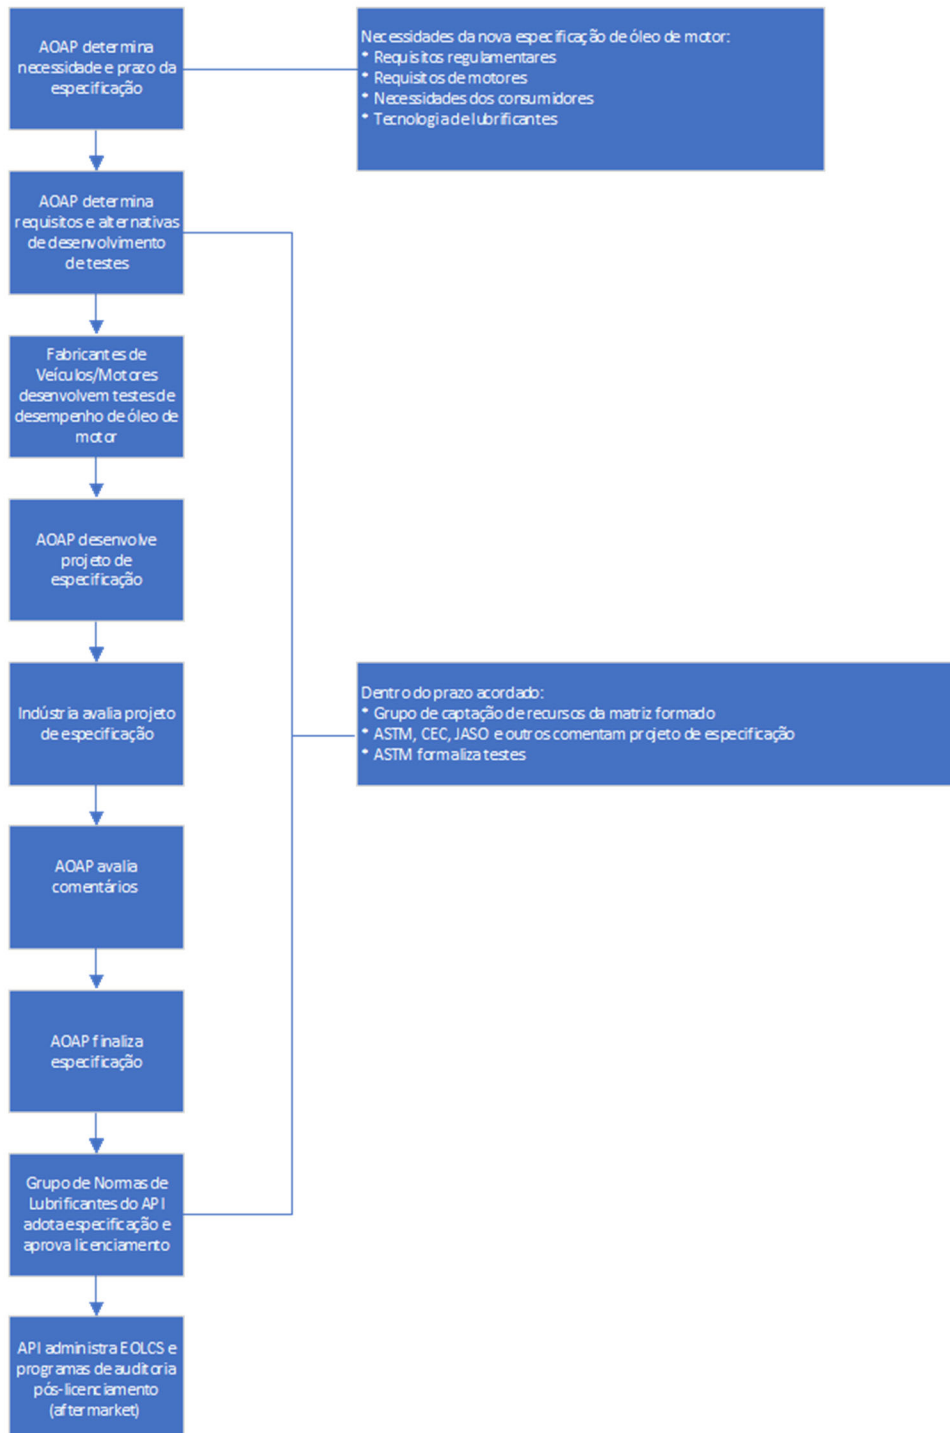 AOAP determina
necessidade e prazo da
especificação
Necessidades da nova especificação de óleo de motor:
* Requisitos regulamentares
* Requisitos de motores
* Necessidades dos consumidores
* Tecnologia de lubrificantes
AOAP determina
requisitos e alternativas
de desenvolvimento
de testes
Fabricantes de
Veículos/Motores
desenvolvem testes de
desempenho de óleo de
motor
AOAP desenvolve
projeto de
especificação
Indústria avalia projeto
de especificação
Dentro do prazo acordado:
* Grupo de captação de recursos da matriz formado
* ASTM, CEC, JASO e outros comentam projeto de especificação
* ASTM formaliza testes
AOAP avalia
comentários
AOAP finaliza
especificação
Grupo de Normas de
Lubrificantes do API
adota especificação e
aprova licenciamento
API administra EOLCS e
programas de auditoria
pós-licenciamento
(aftermarket)